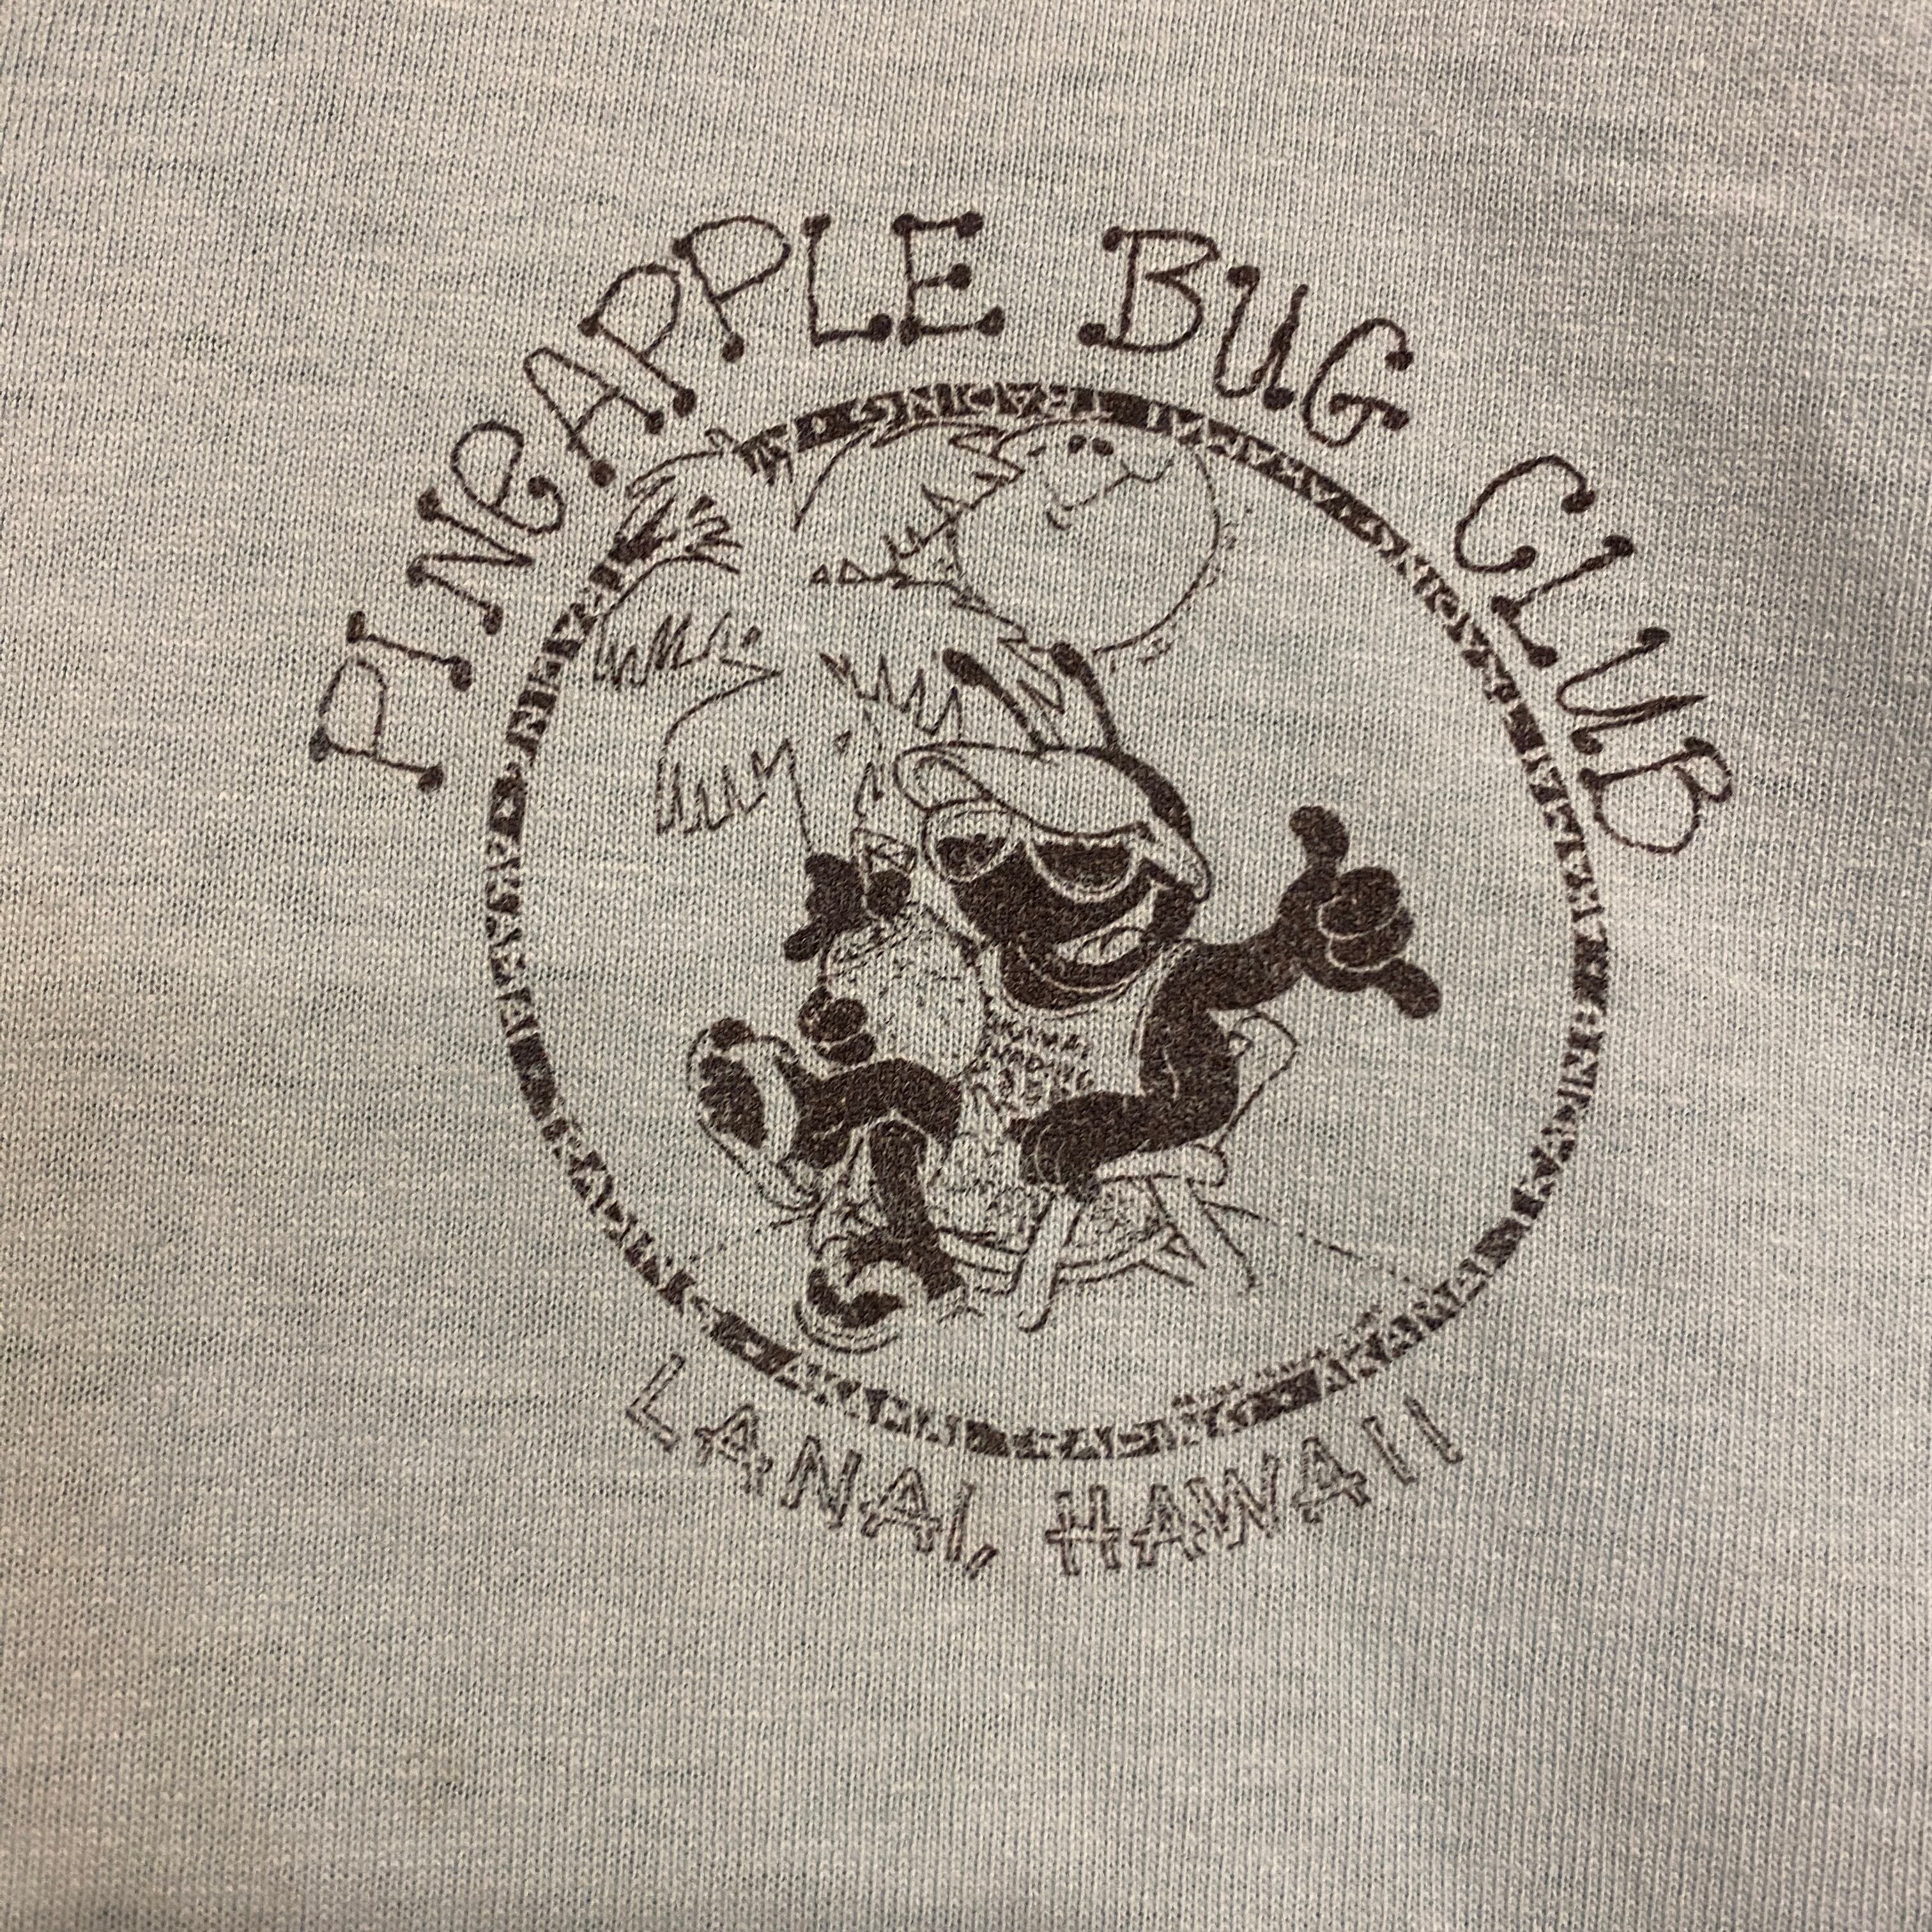 PINeAPPLE BUG CLUB
LANAI, HAWAII